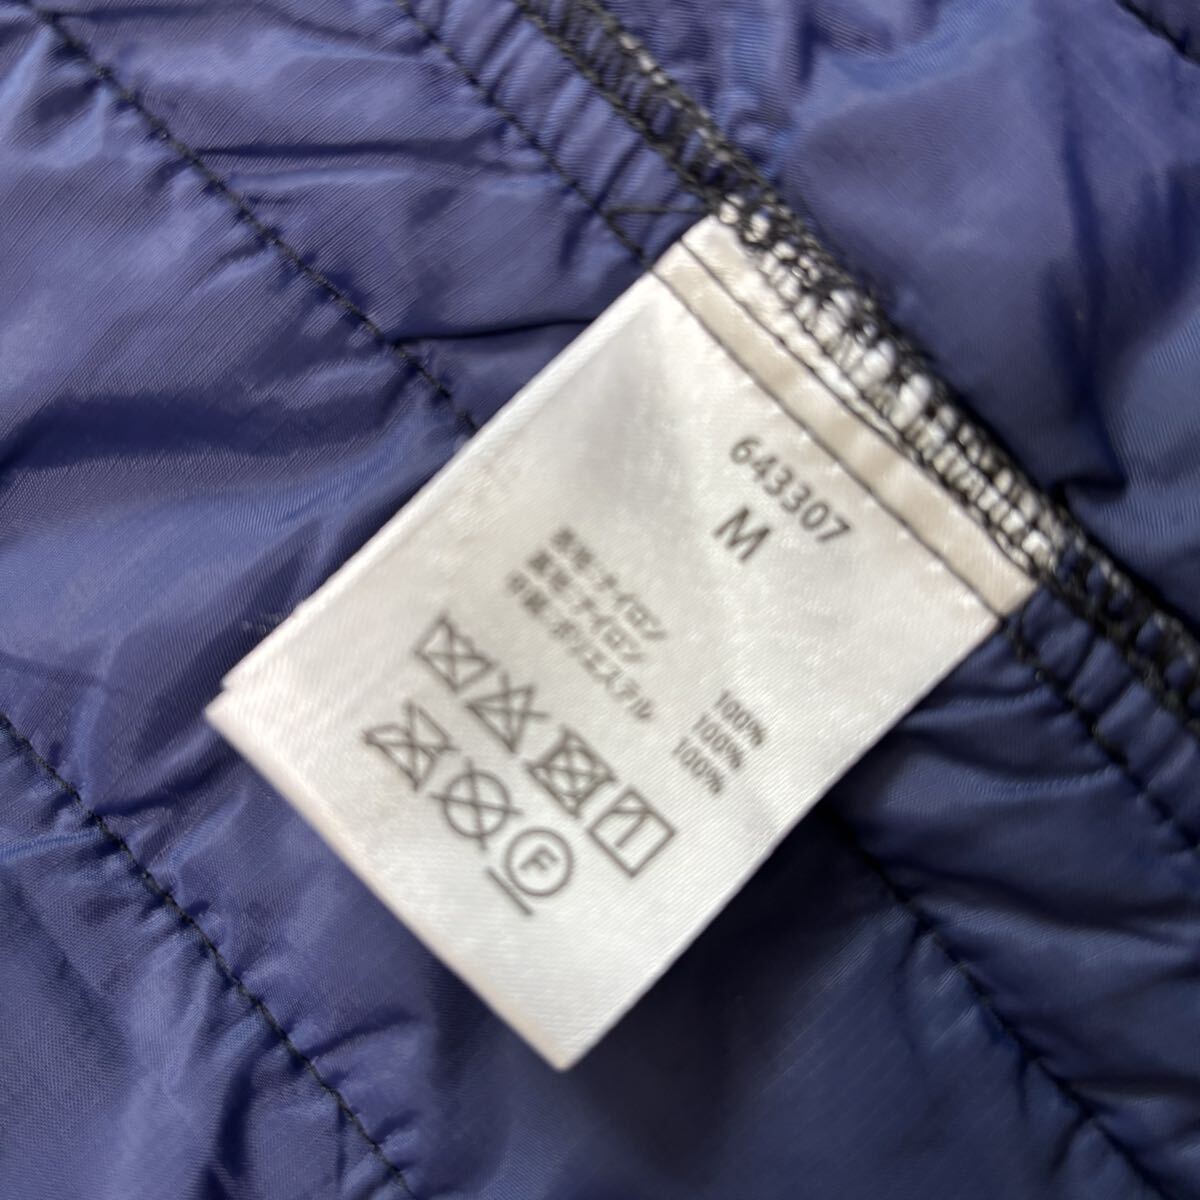 643307
M
表地:ナイロン 100%
裏地:ナイロン 100%
中綿:ポリエステル 100%
F